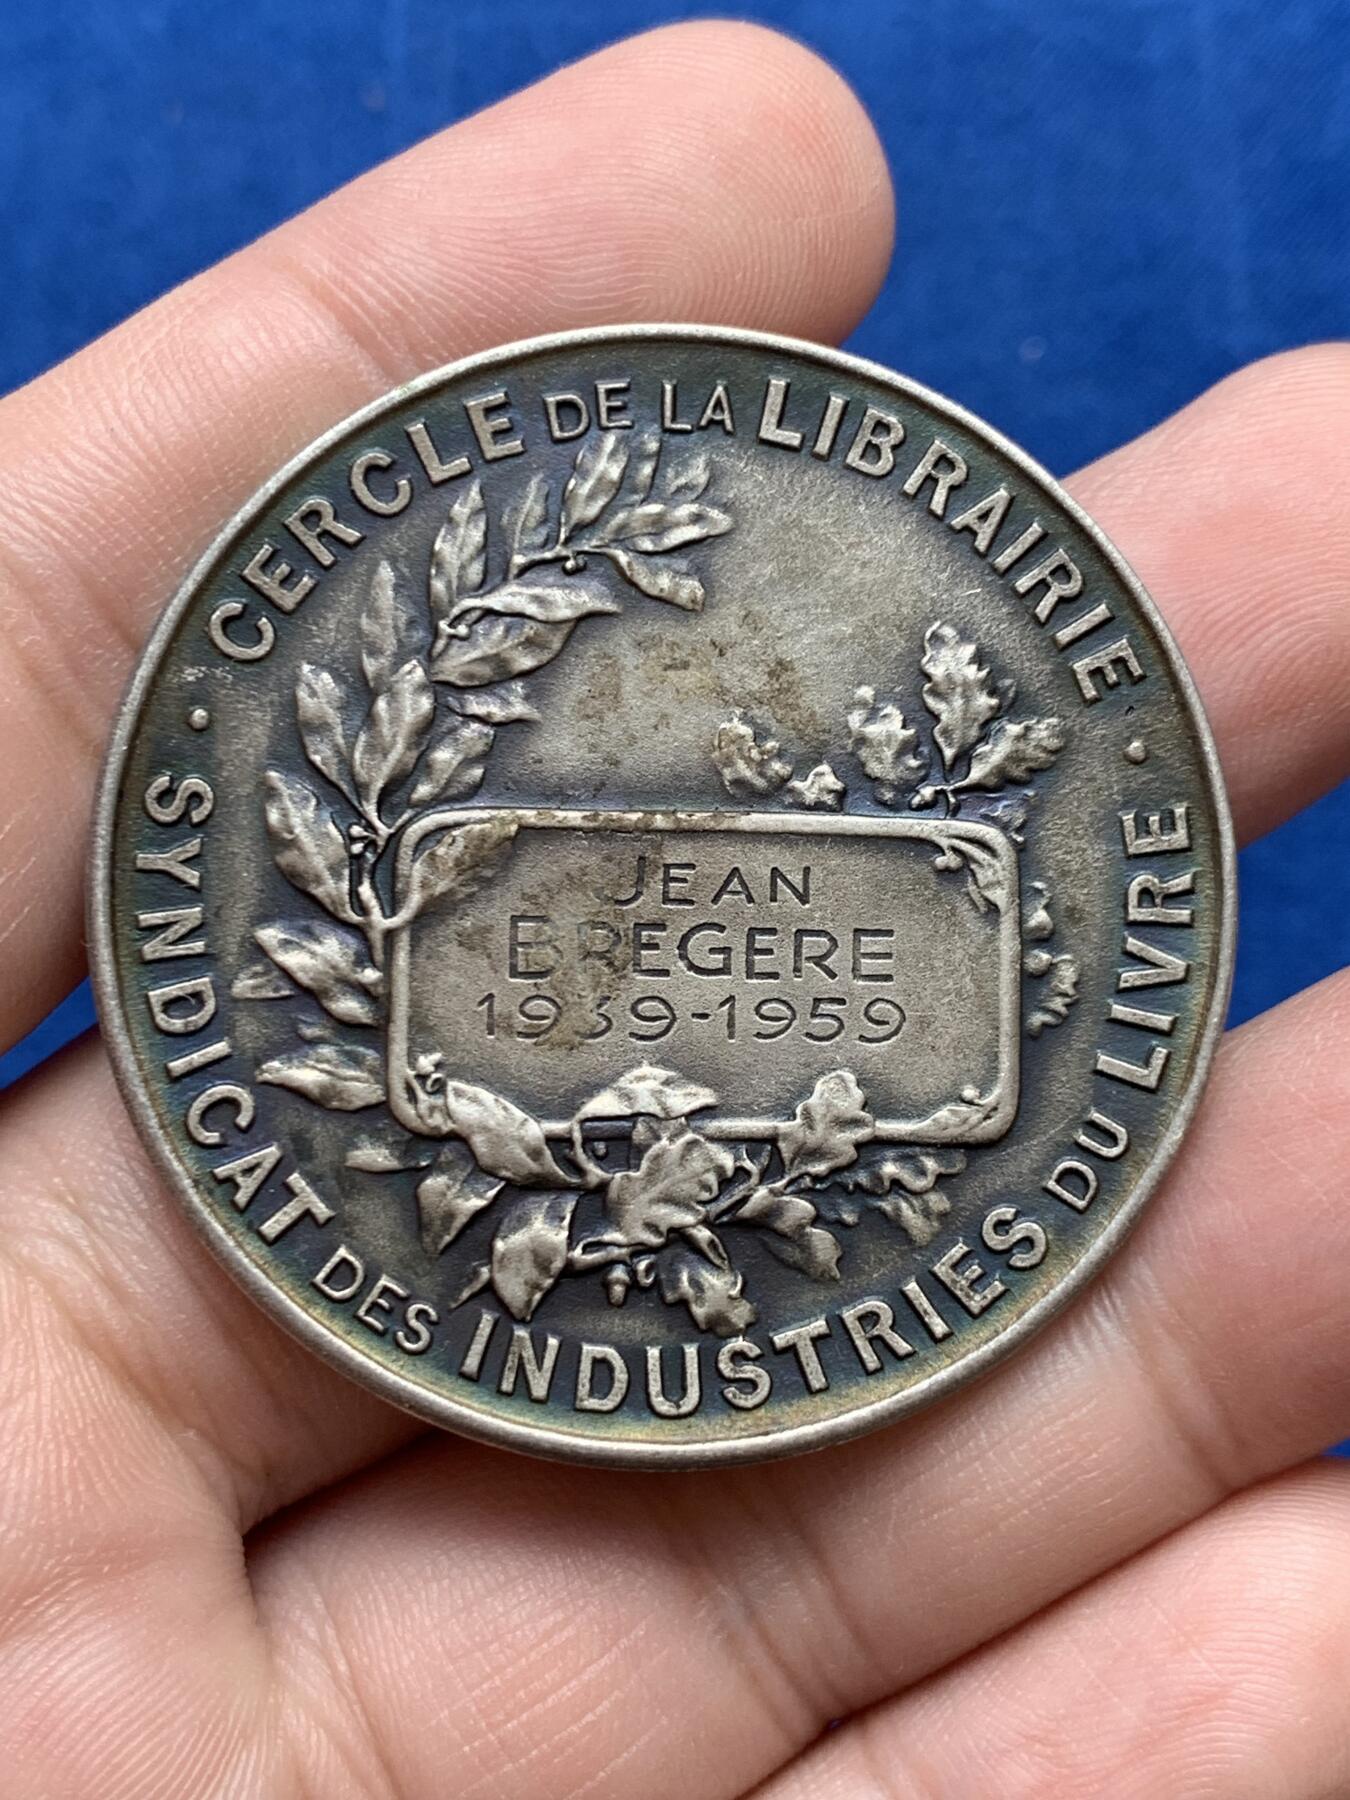 CERCLE DE LA LIBRAIRIE
SYNDICAT DES INDUSTRIES DU LIVRE
JEAN
BREGERE
1939-1959